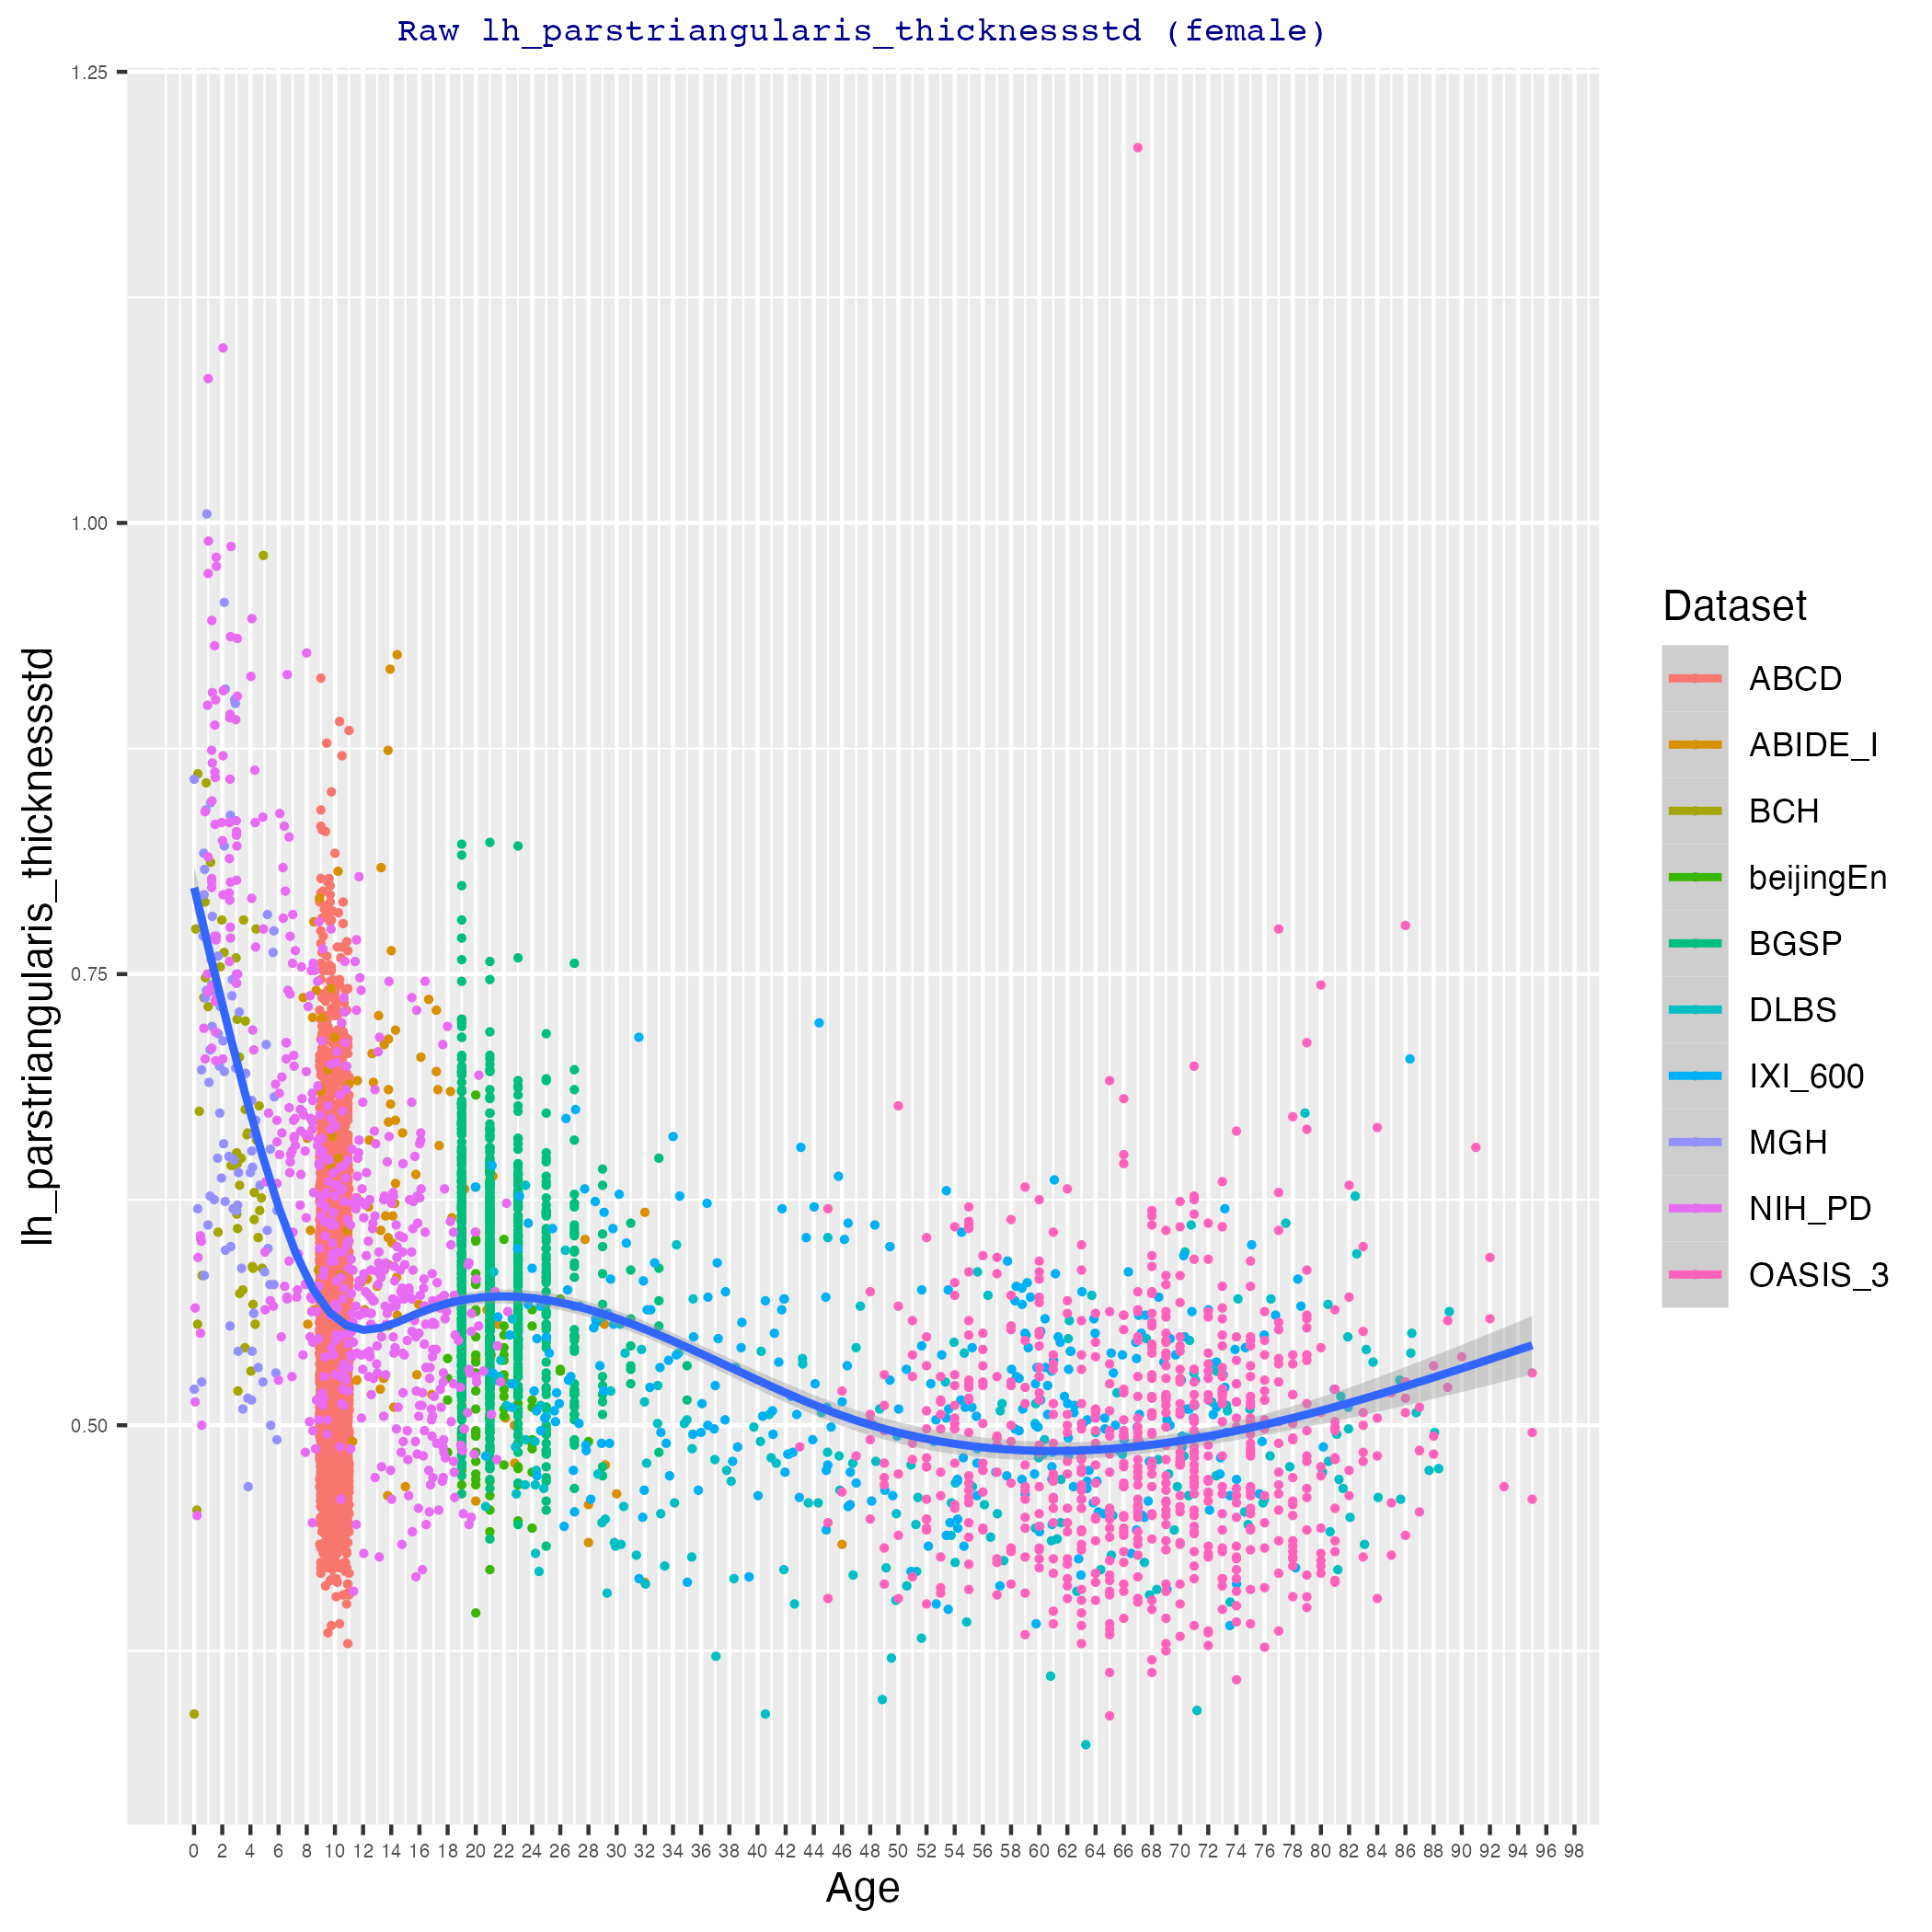 Raw lh_parstriangularis_thicknessstd (female)
lh_parstriangularis_thicknessstd
1.25
1.00
0.75
0.50
0 2 4 6 8 10 12 14 16 18 20 22 24 26 28 30 32 34 36 38 40 42 44 46 48 50 52 54 56 58 60 62 64 66 68 70 72 74 76 78 80 82 84 86 88 90 92 94 96 98
Age
Dataset
ABCD
ABIDE_I
BCH
beijingEn
BGSP
DLBS
IXI_600
MGH
NIH_PD
OASIS_3